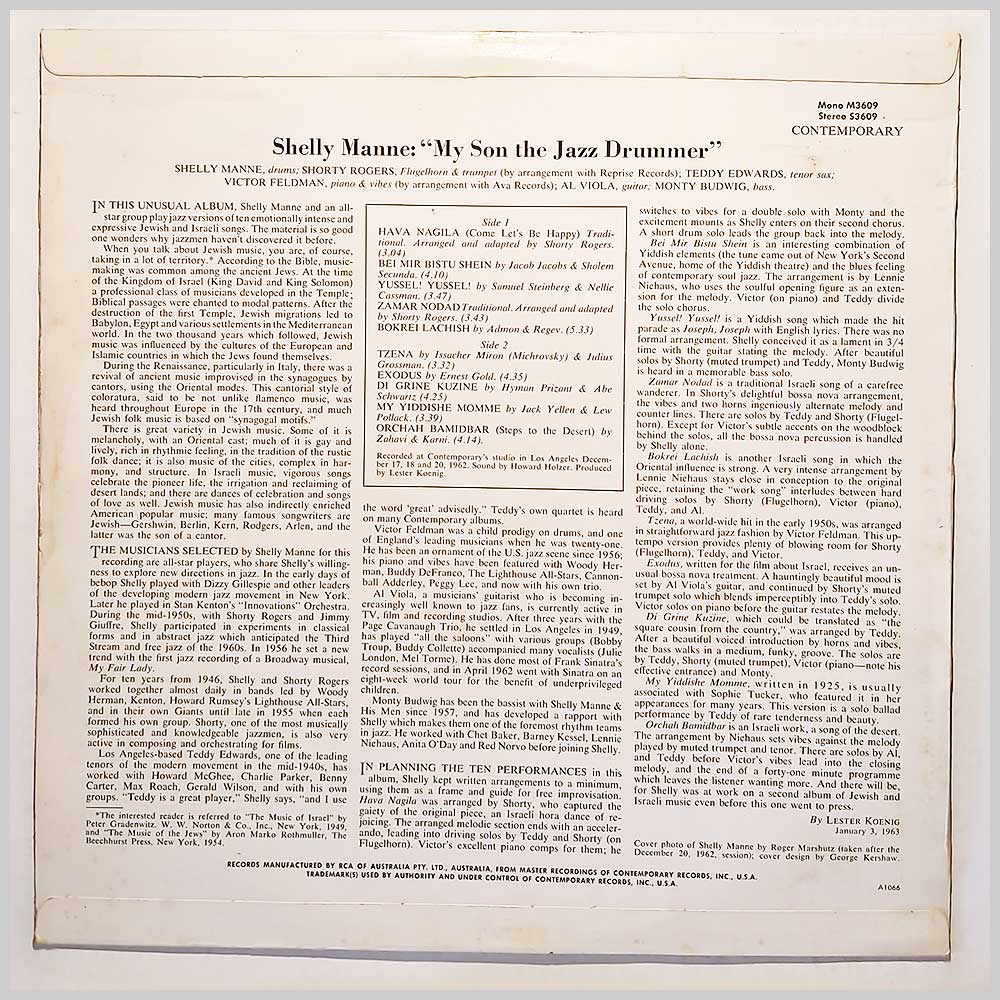 Mono M3609
Stereo S3609
CONTEMPORARY
Shelly Manne: “My Son the Jazz Drummer”
SHELLY MANNE, drums; SHORTY ROGERS, Flugelhorn & trumpet (by arrangement with Reprise Records); TEDDY EDWARDS, tenor sax;
VICTOR FELDMAN, piano & vibes (by arrangement with Ava Records); AL VIOLA, guitar; MONTY BUDWIG, bass.
IN THIS UNUSUAL ALBUM, Shelly Manne and an all-
star group play jazz versions of ten emotionally intense and
expressive Jewish and Israeli songs. The material is so good
one wonders why jazzmen haven't discovered it before.
When you talk about Jewish music, you are, of course,
taking in a lot of territory.* According to the Bible, music-
making was common among the ancient Jews. At the time
of the Kingdom of Israel (King David and King Solomon)
a professional class of musicians developed in the Temple;
Biblical passages were chanted to modal patterns. After the
destruction of the first Temple, Jewish migrations led to
Babylon, Egypt and various settlements in the Mediterranean
world. In the two thousand years which followed, Jewish
music was influenced by the cultures of the European and
Islamic countries in which the Jews found themselves.
During the Renaissance, particularly in Italy, there was a
revival of ancient music improvised in the synagogues by
cantors, using the Oriental modes. This cantorial style of
coloratura, said to be not unlike flamenco music, was
heard throughout Europe in the 17th century, and much
Jewish folk music is based on “synagogal motifs.”
There is great variety in Jewish music. Some of it is
melancholy, with an Oriental cast; much of it is gay and
lively, rich in rhythmic feeling, in the tradition of the rustic
folk dance; it is also music of the cities, complex in har-
mony, and structure. In Israeli music, vigorous songs
celebrate the pioneer life, the irrigation and reclaiming of
desert lands; and there are dances of celebration and songs
of love as well. Jewish music has also indirectly enriched
American popular music; many famous songwriters are
Jewish—Gershwin, Berlin, Kern, Rodgers, Arlen, and the
latter was the son of a cantor.
THE MUSICIANS SELECTED by Shelly Manne for this
recording are all-star players, who share Shelly's willing-
ness to explore new directions in jazz. In the early days of
bebop Shelly played with Dizzy Gillespie and other leaders
of the developing modern jazz movement in New York.
Later he played in Stan Kenton's “Innovations” Orchestra.
During the mid-1950s, with Shorty Rogers and Jimmy
Giuffre, Shelly participated in experiments in classical
forms and in abstract jazz which anticipated the Third
Stream and free jazz of the 1960s. In 1956 he set a new
trend with the first jazz recording of a Broadway musical,
My Fair Lady.
For ten years from 1946, Shelly and Shorty Rogers
worked together almost daily in bands led by Woody
Herman, Kenton, Howard Rumsey's Lighthouse All-Stars,
and in their own Giants until late in 1955 when each
formed his own group. Shorty, one of the most musically
sophisticated and knowledgeable jazzmen, is also very
active in composing and orchestrating for films.
Los Angeles-based Teddy Edwards, one of the leading
tenors of the modern movement in the mid-1940s, has
worked with Howard McGhee, Charlie Parker, Benny
Carter, Max Roach, Gerald Wilson, and with his own
groups. “Teddy is a great player,” Shelly says, “and I use
*The interested reader is referred to “The Music of Israel” by
Peter Gradenwitz, W. W. Norton & Co., Inc., New York, 1949,
and “The Music of the Jews” by Aron Marko Rothmuller, The
Beechhurst Press, New York, 1954.
Side 1
HAVA NAGILA (Come Let's Be Happy) Tradi-
tional. Arranged and adapted by Shorty Rogers.
(3.04)
BEI MIR BISTU SHEIN by Jacob Jacobs & Sholem
Secunda. (4.10)
YUSSEL! YUSSEL! by Samuel Steinberg & Nellie
Cassman. (3.47)
ZAMAR NODAD Traditional. Arranged and adapted
by Shorty Rogers. (3.43)
BOKREI LACHISH by Admon & Regev. (5.33)
Side 2
TZENA by Issacher Miron (Michrovsky) & Julius
Grossman. (3.32)
EXODUS by Ernest Gold. (4.35)
DI GRINE KUZINE by Hyman Prizant & Abe
Schwartz (4.25)
MY YIDDISHE MOMME by Jack Yellen & Lew
Pollack. (3.39)
ORCHAH BAMIDBAR (Steps to the Desert) by
Zahavi & Karni. (4.14).
Recorded at Contemporary's studio in Los Angeles Decem-
ber 17, 18 and 20, 1962. Sound by Howard Holzer. Produced
by Lester Koenig.
the word 'great' advisedly.” Teddy's own quartet is heard
on many Contemporary albums.
Victor Feldman was a child prodigy on drums, and one
of England's leading musicians when he was twenty-one.
He has been an ornament of the U.S. jazz scene since 1956;
his piano and vibes have been featured with Woody Her-
man, Buddy DeFranco, The Lighthouse All-Stars, Cannon-
ball Adderley, Peggy Lee, and now with his own trio.
Al Viola, a musicians' guitarist who is becoming in-
creasingly well known to jazz fans, is currently active in
TV, film and recording studios. After three years with the
Page Cavanaugh Trio, he settled in Los Angeles in 1949,
has played “all the saloons” with various groups (Bobby
Troup, Buddy Collette) accompanied many vocalists (Julie
London, Mel Torme). He has done most of Frank Sinatra's
record sessions, and in April 1962 went with Sinatra on an
eight-week world tour for the benefit of underprivileged
children.
Monty Budwig has been the bassist with Shelly Manne &
His Men since 1957, and has developed a rapport with
Shelly which makes them one of the foremost rhythm teams
in jazz. He worked with Chet Baker, Barney Kessel, Lennie
Niehaus, Anita O'Day and Red Norvo before joining Shelly.
IN PLANNING THE TEN PERFORMANCES in this
album, Shelly kept written arrangements to a minimum,
using them as a frame and guide for free improvisation.
Hava Nagila was arranged by Shorty, who captured the
gaiety of the original piece, an Israeli hora dance of re-
joicing. The arranged melodic section ends with an acceler-
ando, leading into driving solos by Teddy and Shorty (on
Flugelhorn). Victor's excellent piano comps for them; he
switches to vibes for a double solo with Monty and the
excitement mounts as Shelly enters on their second chorus.
A short drum solo leads the group back into the melody.
Bei Mir Bistu Shein is an interesting combination of
Yiddish elements (the tune came out of New York's Second
Avenue, home of the Yiddish theatre) and the blues feeling
of contemporary soul jazz. The arrangement is by Lennie
Niehaus, who uses the soulful opening figure as an exten-
sion for the melody. Victor (on piano) and Teddy divide
the solo chorus.
Yussel! Yussel! is a Yiddish song which made the hit
parade as Joseph, Joseph with English lyrics. There was no
formal arrangement. Shelly conceived it as a lament in 3/4
time with the guitar stating the melody. After beautiful
solos by Shorty (muted trumpet) and Teddy, Monty Budwig
is heard in a memorable bass solo.
Zamar Nodad is a traditional Israeli song of a carefree
wanderer. In Shorty's delightful bossa nova arrangement,
the vibes and two horns ingeniously alternate melody and
counter lines. There are solos by Teddy and Shorty (Flugel-
horn). Except for Victor's subtle accents on the woodblock
behind the solos, all the bossa nova percussion is handled
by Shelly alone.
Bokrei Lachish is another Israeli song in which the
Oriental influence is strong. A very intense arrangement by
Lennie Niehaus stays close in conception to the original
piece, retaining the “work song” interludes between hard
driving solos by Shorty (Flugelhorn), Victor (piano),
Teddy, and Al.
Tzena, a world-wide hit in the early 1950s, was arranged
in straightforward jazz fashion by Victor Feldman. This up-
tempo version provides plenty of blowing room for Shorty
(Flugelhorn), Teddy, and Victor.
Exodus, written for the film about Israel, receives an un-
usual bossa nova treatment. A hauntingly beautiful mood is
set by Al Viola's guitar, and continued by Shorty's muted
trumpet solo which blends imperceptibly into Teddy's solo.
Victor solos on piano before the guitar restates the melody.
Di Grine Kuzine, which could be translated as “the
square cousin from the country,” was arranged by Teddy.
After a beautiful voiced introduction by horns and vibes,
the bass walks in a medium, funky, groove. The solos are
by Teddy, Shorty (muted trumpet), Victor (piano—note his
effective entrance) and Monty.
My Yiddishe Momme, written in 1925, is usually
associated with Sophie Tucker, who featured it in her
appearances for many years. This version is a solo ballad
performance by Teddy of rare tenderness and beauty.
Orchah Bamidbar is an Israeli work, a song of the desert.
The arrangement by Niehaus sets vibes against the melody
played by muted trumpet and tenor. There are solos by Al,
and Teddy before Victor's vibes lead into the closing
melody, and the end of a forty-one minute programme
which leaves the listener wanting more. And there will be,
for Shelly was at work on a second album of Jewish and
Israeli music even before this one went to press.
By LESTER KOENIG
January 3, 1963
Cover photo of Shelly Manne by Roger Marshutz (taken after the
December 20, 1962, session); cover design by George Kershaw.
RECORDS MANUFACTURED BY RCA OF AUSTRALIA PTY. LTD., AUSTRALIA, FROM MASTER RECORDINGS OF CONTEMPORARY RECORDS, INC., U.S.A.
TRADEMARK(S) USED BY AUTHORITY AND UNDER CONTROL OF CONTEMPORARY RECORDS, INC., U.S.A.
A1066